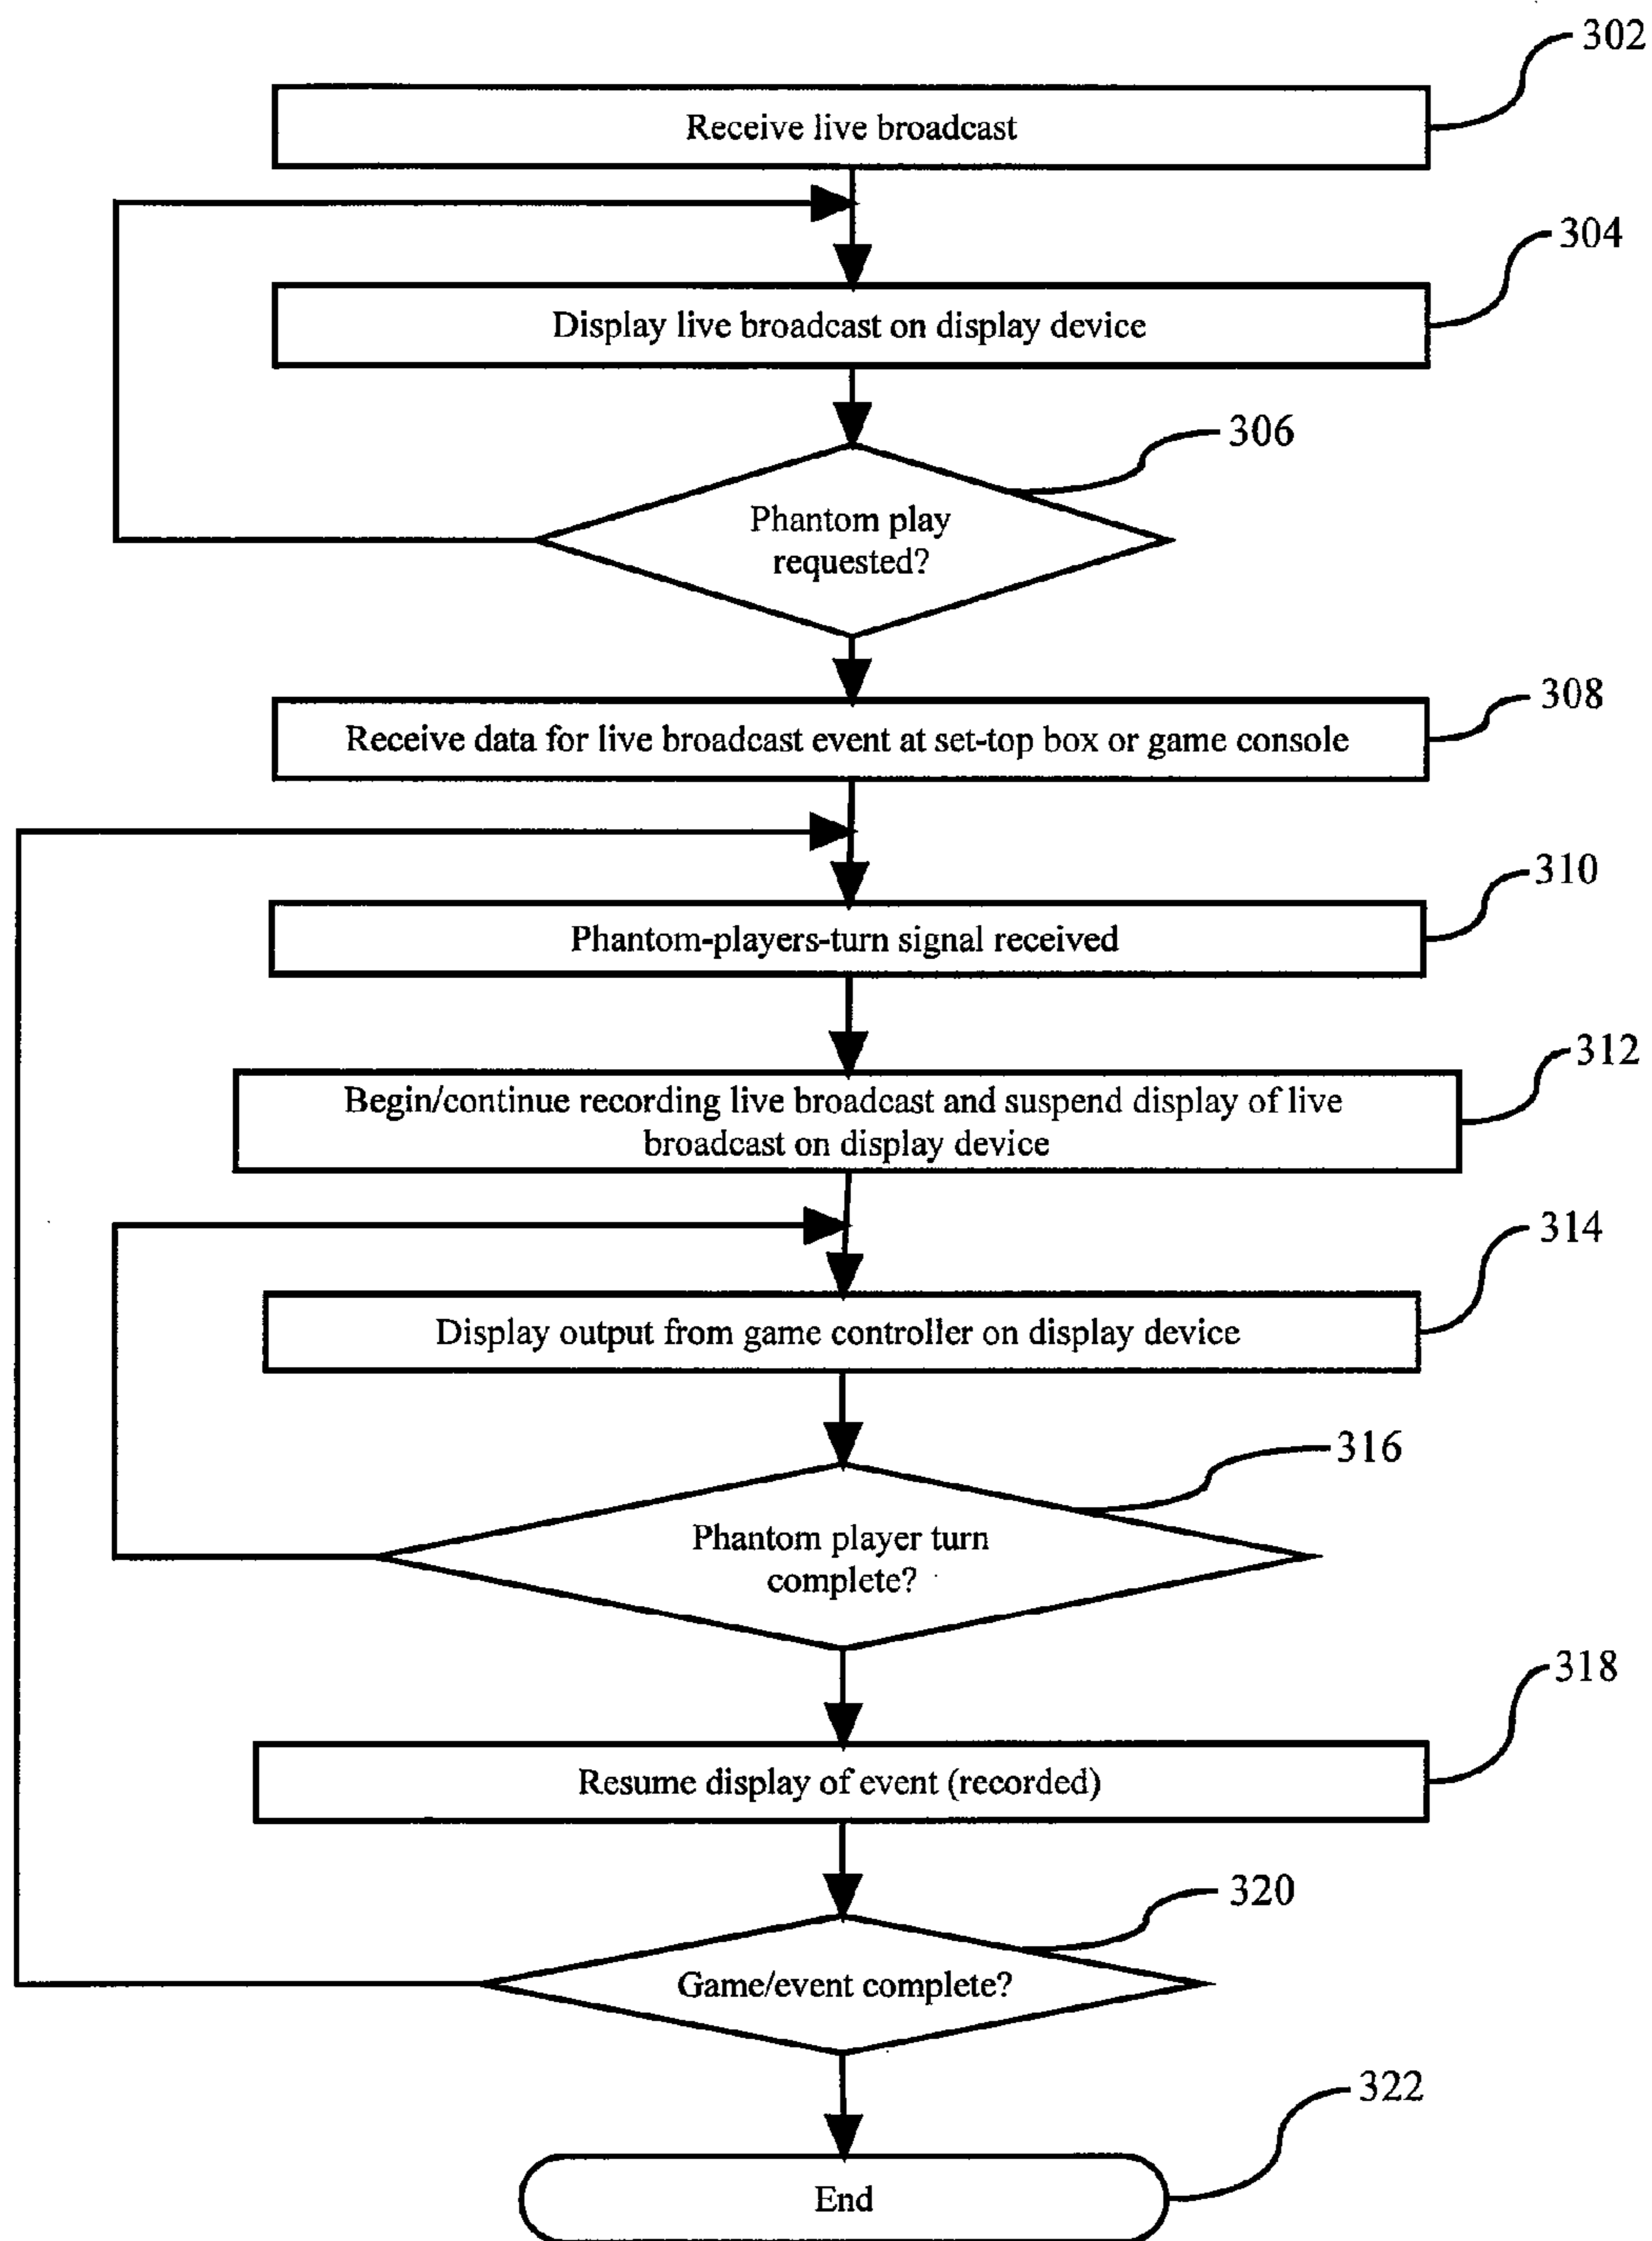 302
Receive live broadcast
304
Display live broadcast on display device
306
Phantom play
requested?
308
Receive data for live broadcast event at set-top box or game console
310
Phantom-players-turn signal received
312
Begin/continue recording live broadcast and suspend display of live
broadcast on display device
314
Display output from game controller on display device
316
Phantom player turn
complete?
318
Resume display of event (recorded)
320
Game/event complete?
322
End